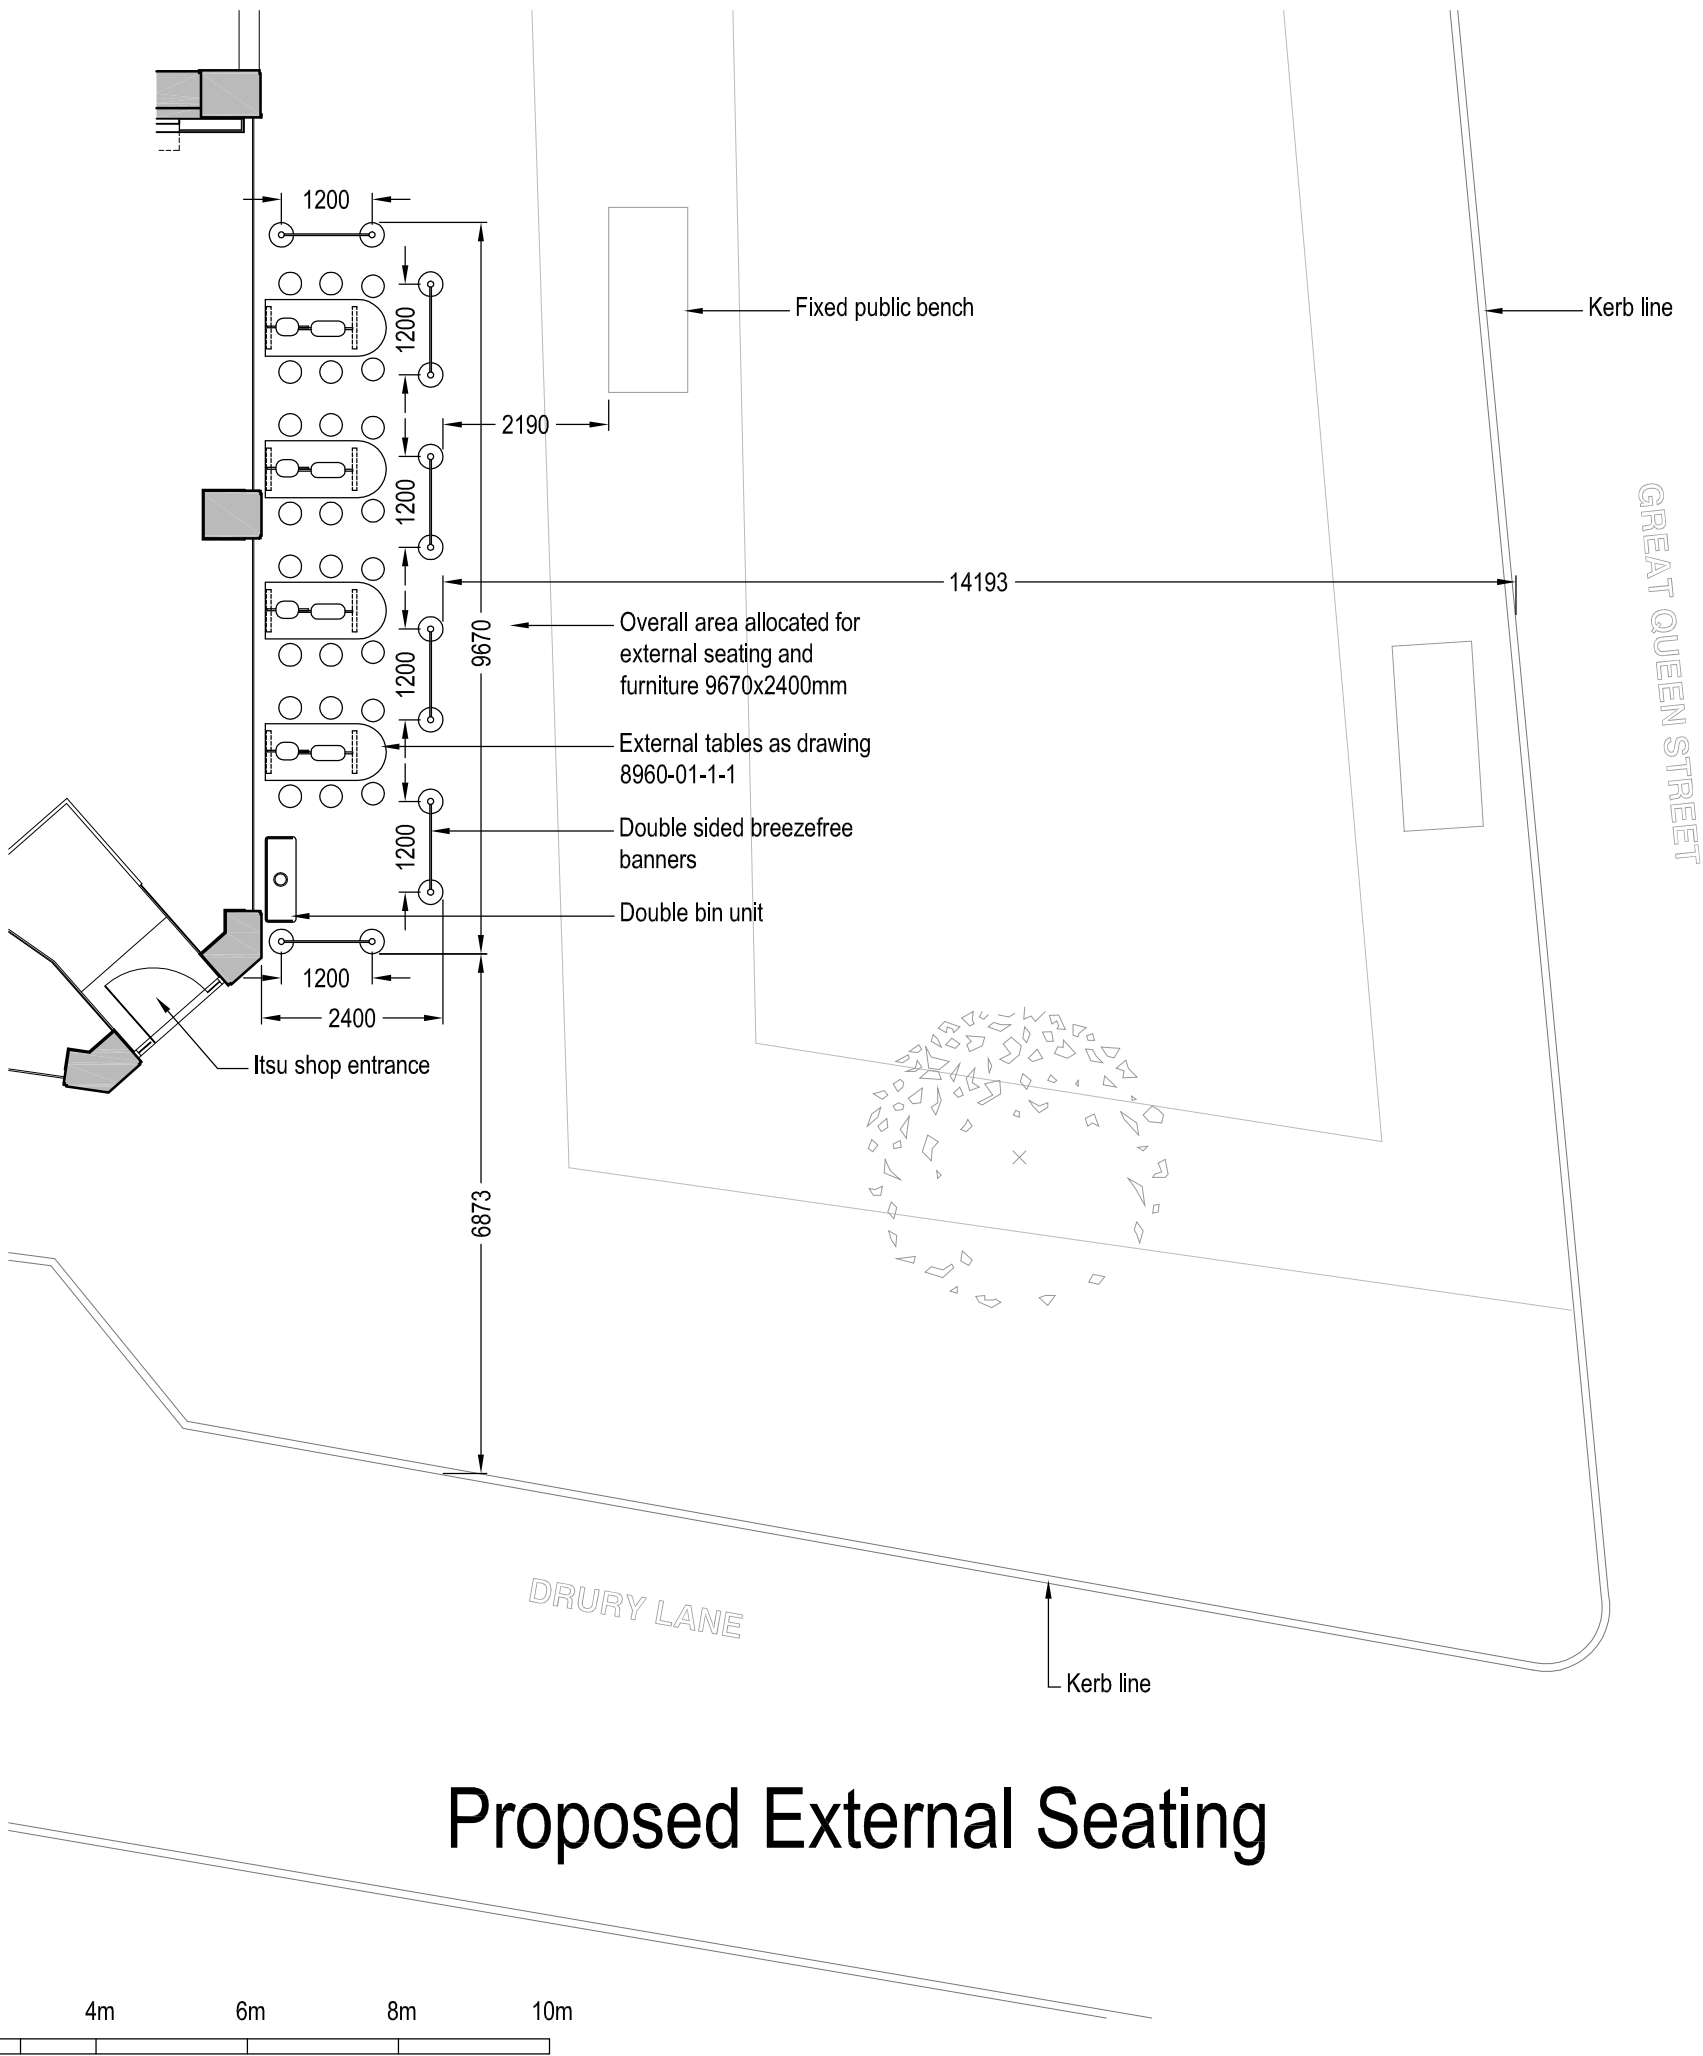 1200
1200
Fixed public bench
Kerb line
2190
1200
14193
9670
Overall area allocated for
external seating and
furniture 9670x2400mm
1200
External tables as drawing
8960-01-1-1
Double sided breezefree
banners
1200
Double bin unit
1200
2400
Itsu shop entrance
6873
GREAT QUEEN STREET
DRURY LANE
Kerb line
Proposed External Seating
4m 6m 8m 10m